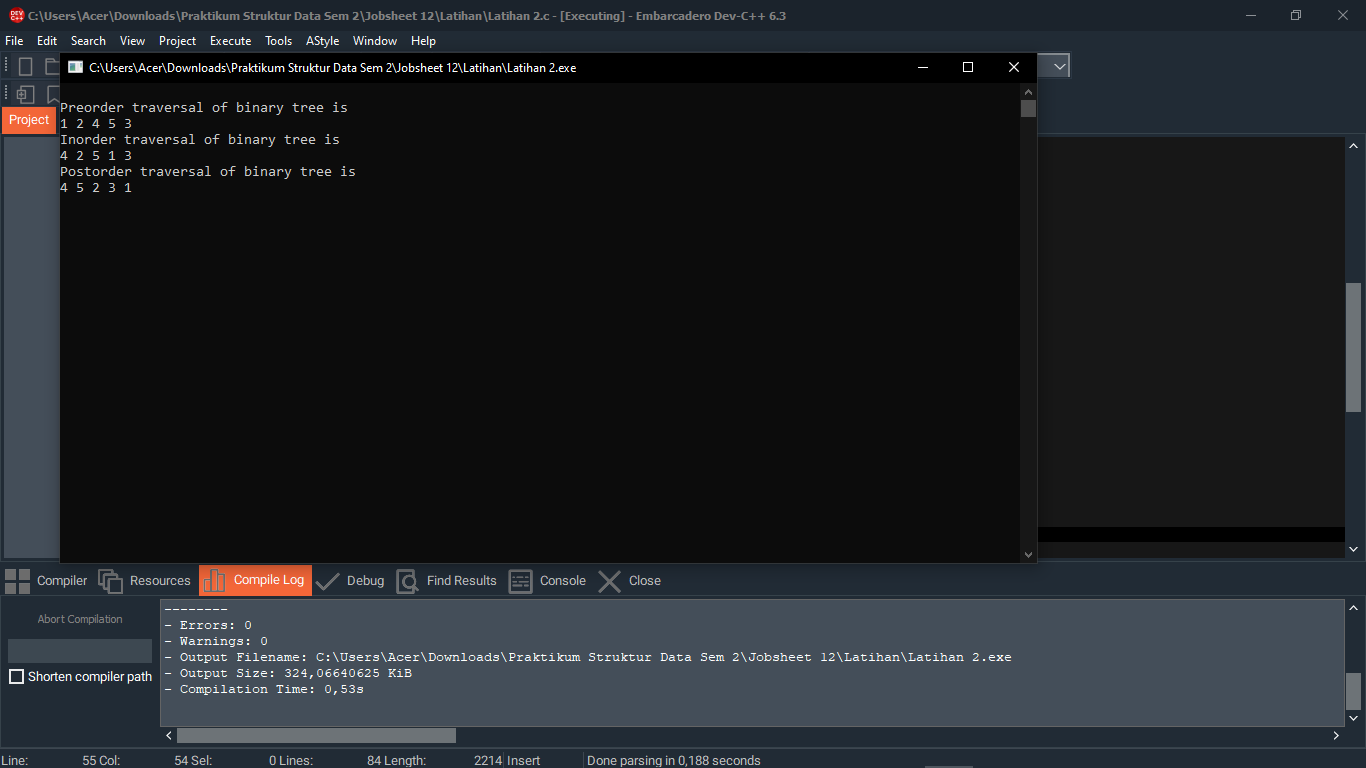 C:\Users\Acer\Downloads\Praktikum Struktur Data Sem 2\Jobsheet 12\Latihan\Latihan 2.c - [Executing] - Embarcadero Dev-C++ 6.3
File Edit Search View Project Execute Tools AStyle Window Help
C:\Users\Acer\Downloads\Praktikum Struktur Data Sem 2\Jobsheet 12\Latihan\Latihan 2.exe
Project
Preorder traversal of binary tree is
1 2 4 5 3
Inorder traversal of binary tree is
4 2 5 1 3
Postorder traversal of binary tree is
4 5 2 3 1
Compiler Resources Compile Log Debug Find Results Console Close
Abort Compilation
Shorten compiler path
--------
- Errors: 0
- Warnings: 0
- Output Filename: C:\Users\Acer\Downloads\Praktikum Struktur Data Sem 2\Jobsheet 12\Latihan\Latihan 2.exe
- Output Size: 324,06640625 KiB
- Compilation Time: 0,53s
Line: 55 Col: 54 Sel: 0 Lines: 84 Length: 2214 Insert Done parsing in 0,188 seconds